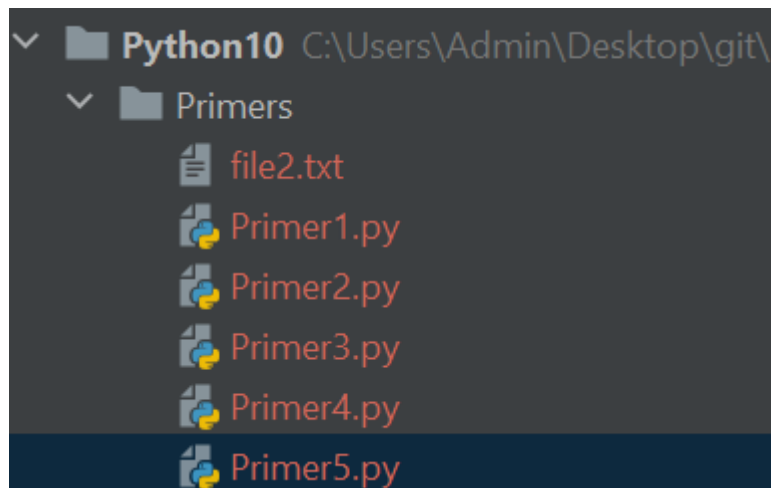 Python10 C:\Users\Admin\Desktop\git\
Primers
file2.txt
Primer1.py
Primer2.py
Primer3.py
Primer4.py
Primer5.py